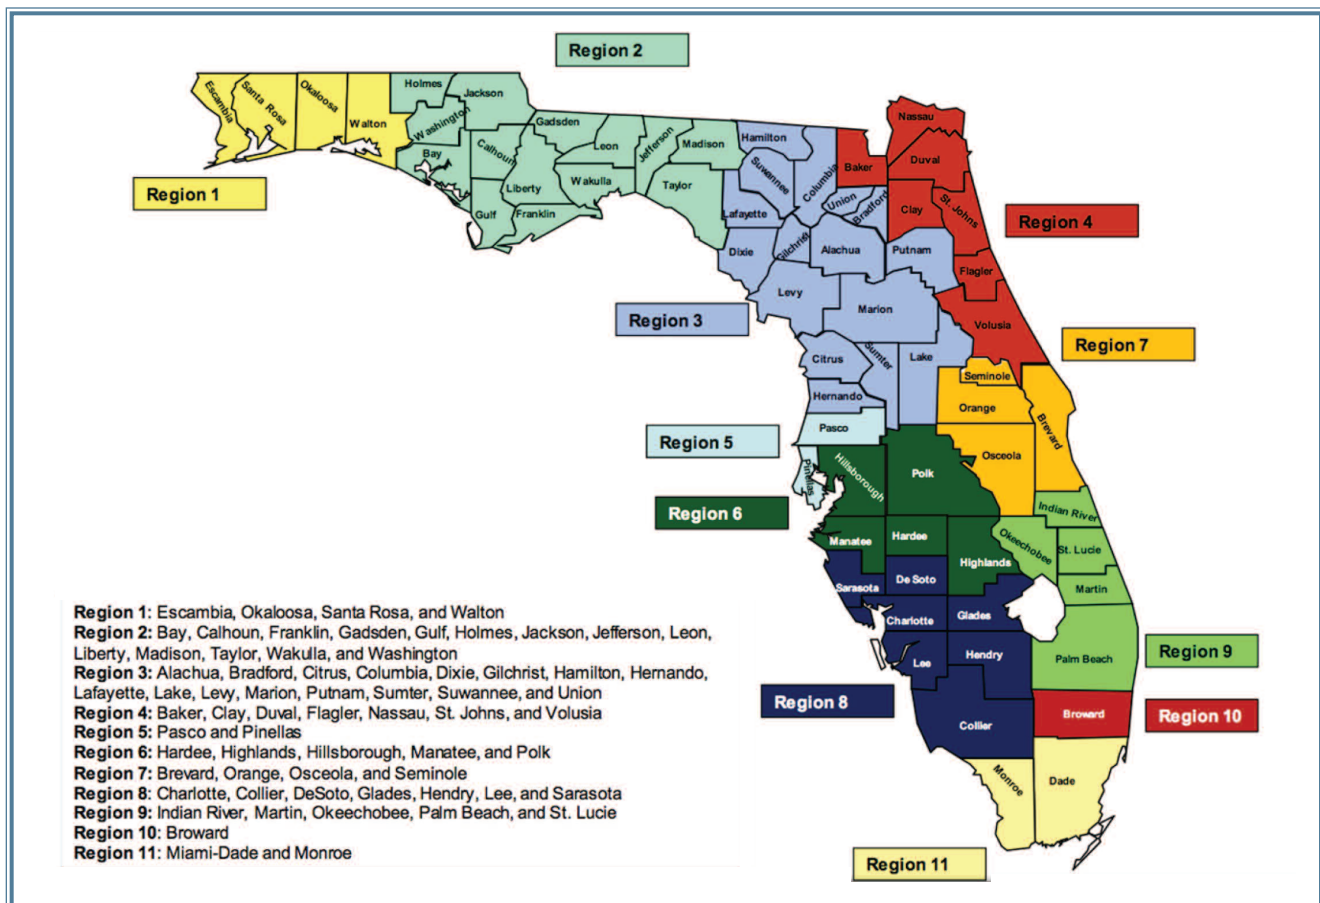 Region 2
Holmes
Jackson
Escambia
Santa Rosa
Okaloosa
Walton
Washington
Bay
Calhoun
Gadsden
Leon
Jefferson
Madison
Liberty
Wakulla
Taylor
Gulf
Franklin
Region 1
Hamilton
Suwannee
Columbia
Baker
Nassau
Duval
Union
Bradford
Clay
St. Johns
Lafayette
Dixie
Gilchrist
Alachua
Putnam
Flagler
Region 4
Levy
Marion
Region 3
Volusia
Region 7
Citrus
Sumter
Lake
Seminole
Hernando
Orange
Brevard
Pasco
Region 5
Osceola
Pinellas
Hillsborough
Polk
Region 6
Indian River
Manatee
Hardee
Okeechobee
St. Lucie
Highlands
Sarasota
De Soto
Martin
Charlotte
Glades
Lee
Hendry
Palm Beach
Region 9
Region 8
Collier
Broward
Region 10
Monroe
Dade
Region 11
Region 1: Escambia, Okaloosa, Santa Rosa, and Walton
Region 2: Bay, Calhoun, Franklin, Gadsden, Gulf, Holmes, Jackson, Jefferson, Leon,
Liberty, Madison, Taylor, Wakulla, and Washington
Region 3: Alachua, Bradford, Citrus, Columbia, Dixie, Gilchrist, Hamilton, Hernando,
Lafayette, Lake, Levy, Marion, Putnam, Sumter, Suwannee, and Union
Region 4: Baker, Clay, Duval, Flagler, Nassau, St. Johns, and Volusia
Region 5: Pasco and Pinellas
Region 6: Hardee, Highlands, Hillsborough, Manatee, and Polk
Region 7: Brevard, Orange, Osceola, and Seminole
Region 8: Charlotte, Collier, DeSoto, Glades, Hendry, Lee, and Sarasota
Region 9: Indian River, Martin, Okeechobee, Palm Beach, and St. Lucie
Region 10: Broward
Region 11: Miami-Dade and Monroe